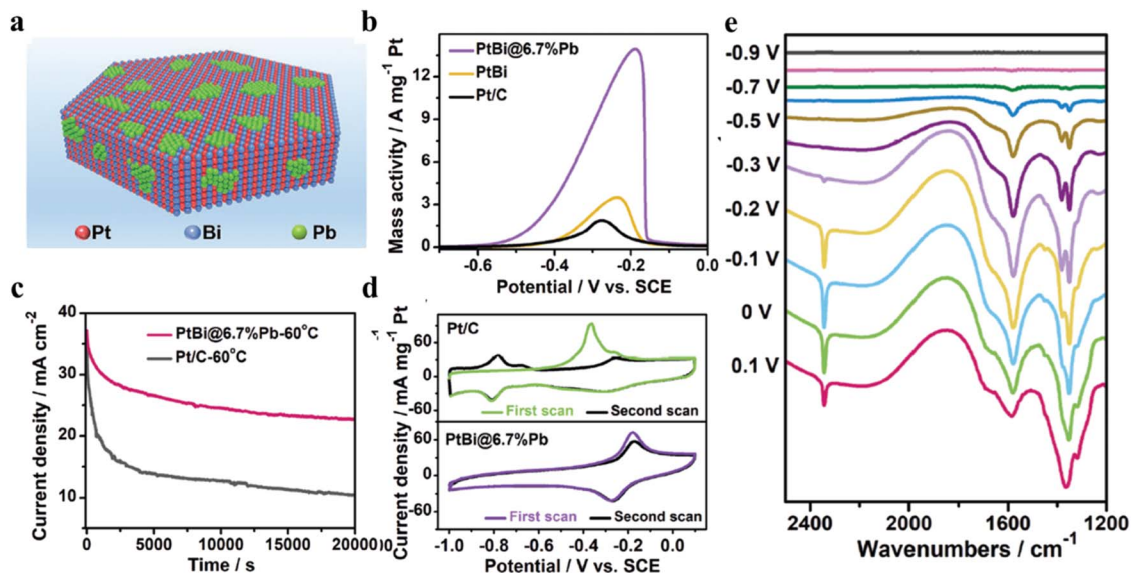 a
Pt
Bi
Pb
b
Mass activity / A mg⁻¹ Pt
12
9
6
3
0
PtBi@6.7%Pb
PtBi
Pt/C
-0.6
-0.4
-0.2
0.0
Potential / V vs. SCE
c
Current density / mA cm⁻²
40
30
20
10
PtBi@6.7%Pb-60°C
Pt/C-60°C
0
5000
10000
15000
20000
Time / s
d
Current density / mA mg⁻¹ Pt
60
0
-60
Pt/C
First scan
Second scan
60
0
-60
PtBi@6.7%Pb
First scan
Second scan
-1.0
-0.8
-0.6
-0.4
-0.2
0.0
Potential / V vs. SCE
e
-0.9 V
-0.7 V
-0.5 V
-0.3 V
-0.2 V
-0.1 V
0 V
0.1 V
2400
2000
1600
1200
Wavenumbers / cm⁻¹